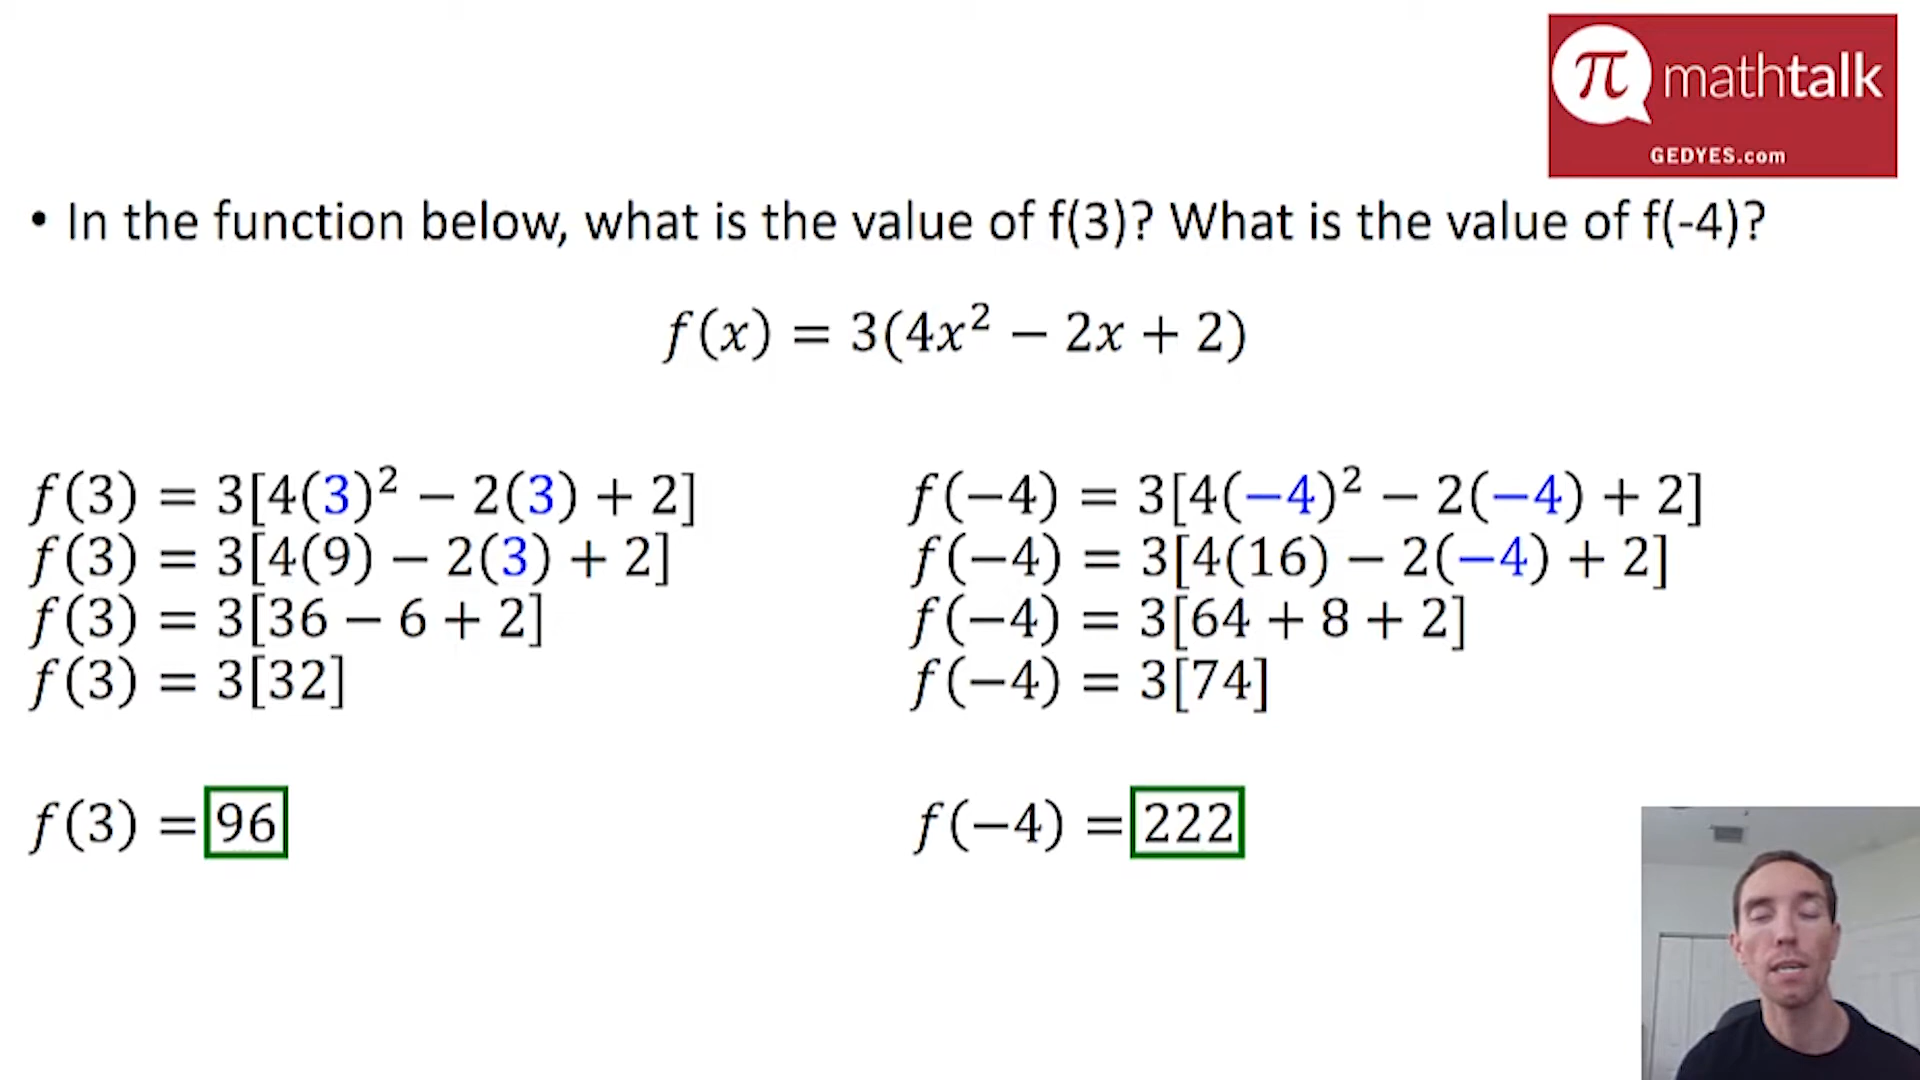 π mathtalk
GEDYES.com
• In the function below, what is the value of f(3)? What is the value of f(-4)?
f(x) = 3(4x² − 2x + 2)
f(3) = 3[4(3)² − 2(3) + 2]
f(3) = 3[4(9) − 2(3) + 2]
f(3) = 3[36 − 6 + 2]
f(3) = 3[32]
f(3) = 96
f(−4) = 3[4(−4)² − 2(−4) + 2]
f(−4) = 3[4(16) − 2(−4) + 2]
f(−4) = 3[64 + 8 + 2]
f(−4) = 3[74]
f(−4) = 222